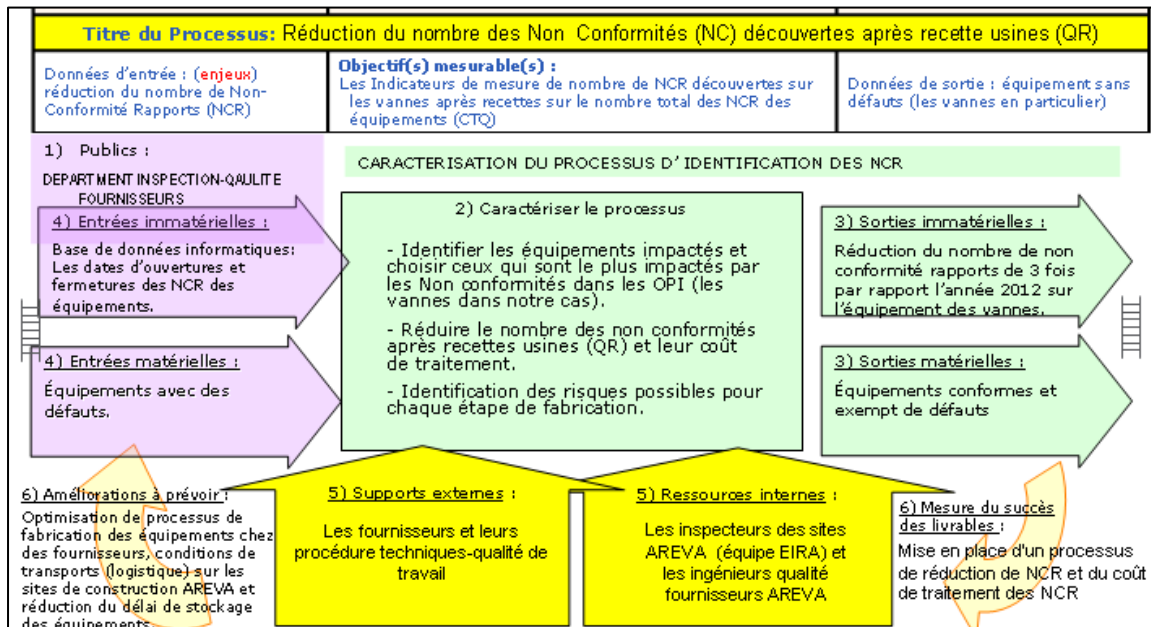 Titre du Processus: Réduction du nombre des Non Conformités (NC) découvertes après recette usines (QR)
Données d'entrée : (enjeux)
réduction du nombre de Non-
Conformité Rapports (NCR)
Objectif(s) mesurable(s) :
Les Indicateurs de mesure de nombre de NCR découvertes sur
les vannes après recettes sur le nombre total des NCR des
équipements (CTQ)
Données de sortie : équipement sans
défauts (les vannes en particulier)
1) Publics :
DEPARTMENT INSPECTION-QAULITE
FOURNISSEURS
CARACTERISATION DU PROCESSUS D' IDENTIFICATION DES NCR
4) Entrées immatérielles :
Base de données informatiques:
Les dates d'ouvertures et
fermetures des NCR des
équipements.
4) Entrées matérielles :
Équipements avec des
défauts.
2) Caractériser le processus
- Identifier les équipements impactés et
choisir ceux qui sont le plus impactés par
les Non conformités dans les OPI (les
vannes dans notre cas).
- Réduire le nombre des non conformités
après recettes usines (QR) et leur coût
de traitement.
- Identification des risques possibles pour
chaque étape de fabrication.
3) Sorties immatérielles :
Réduction du nombre de non
conformité rapports de 3 fois
par rapport l'année 2012 sur
l'équipement des vannes.
3) Sorties matérielles :
Équipements conformes et
exempt de défauts
6) Améliorations à prévoir :
Optimisation de processus de
fabrication des équipements chez
des fournisseurs, conditions de
transports (logistique) sur les
sites de construction AREVA et
réduction du délai de stockage
des équipements
5) Supports externes :
Les fournisseurs et leurs
procédure techniques-qualité de
travail
5) Ressources internes :
Les inspecteurs des sites
AREVA (équipe EIRA) et
les ingénieurs qualité
fournisseurs AREVA
6) Mesure du succès
des livrables :
Mise en place d'un processus
de réduction de NCR et du coût
de traitement des NCR